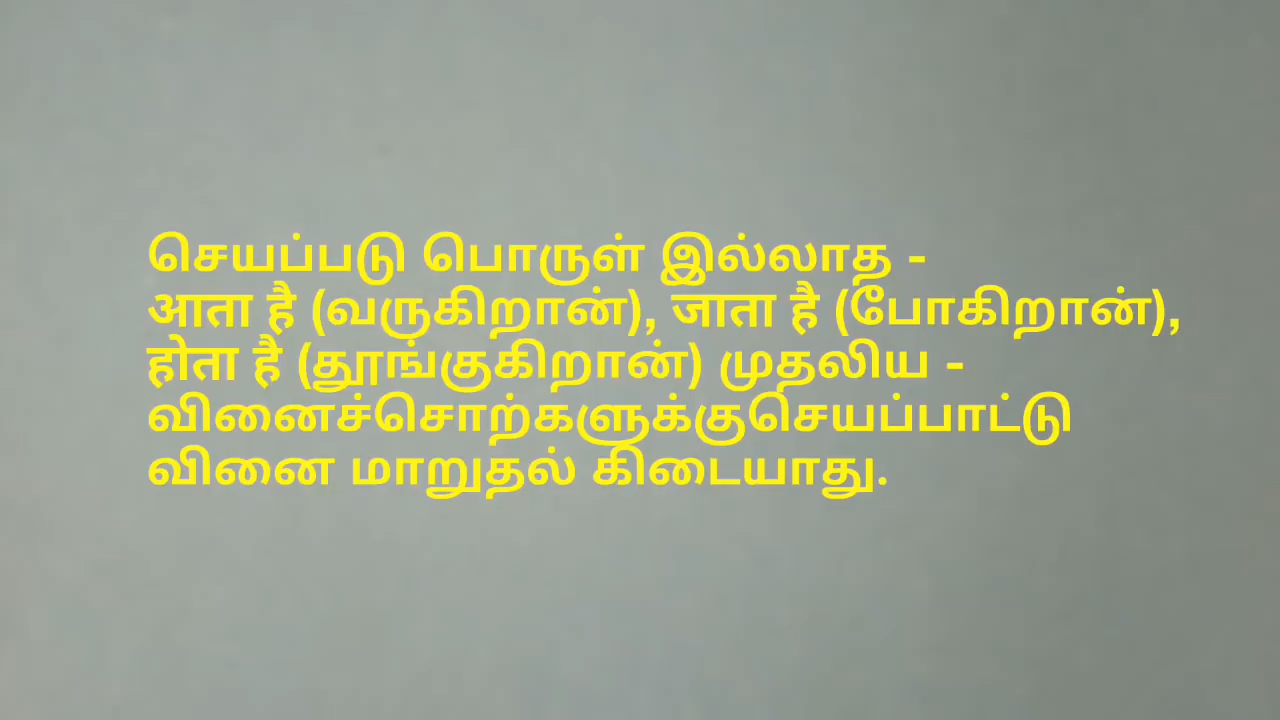 செயப்படு பொருள் இல்லாத -
आता है (வருகிறான்), जाता है (போகிறான்),
होता है (தூங்குகிறான்) முதலிய -
வினைச்சொற்களுக்குசெயப்பாட்டு
வினை மாறுதல் கிடையாது.